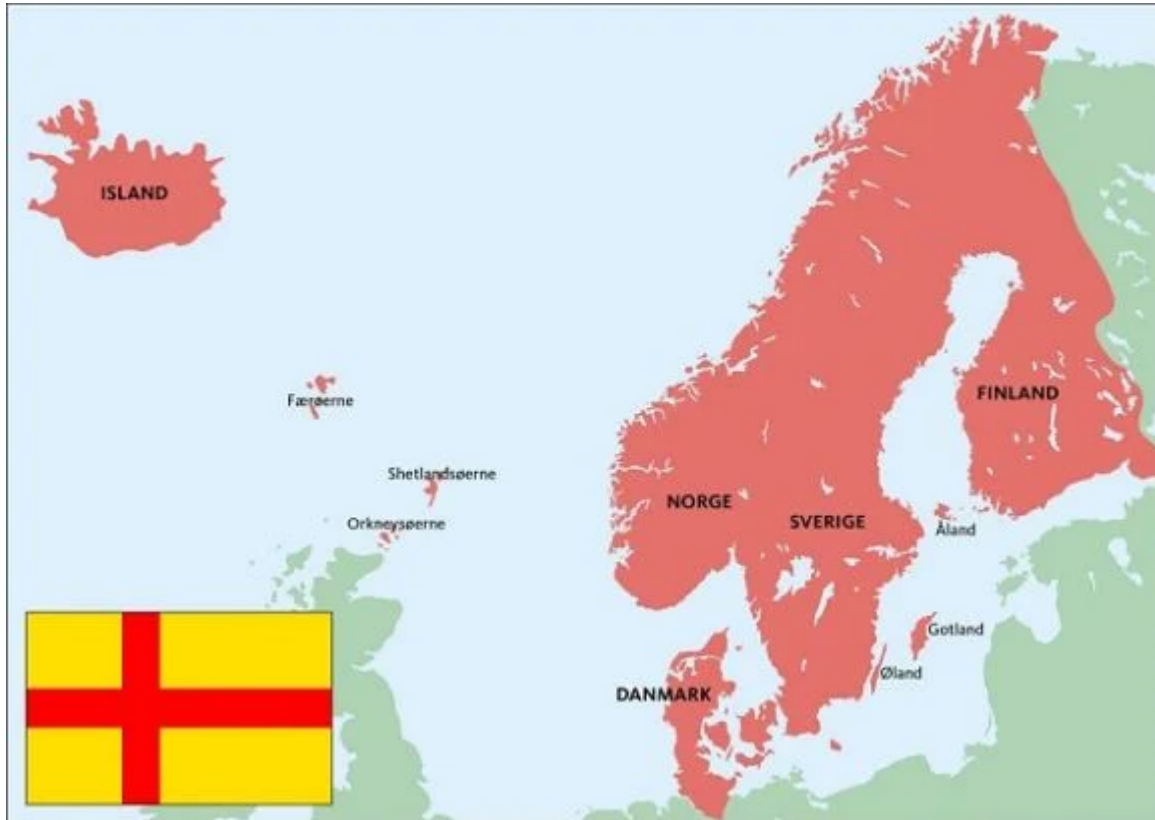 ISLAND
Færøerne
FINLAND
Shetlandsøerne
NORGE
Orkneysøerne
SVERIGE
Åland
Gotland
Øland
DANMARK